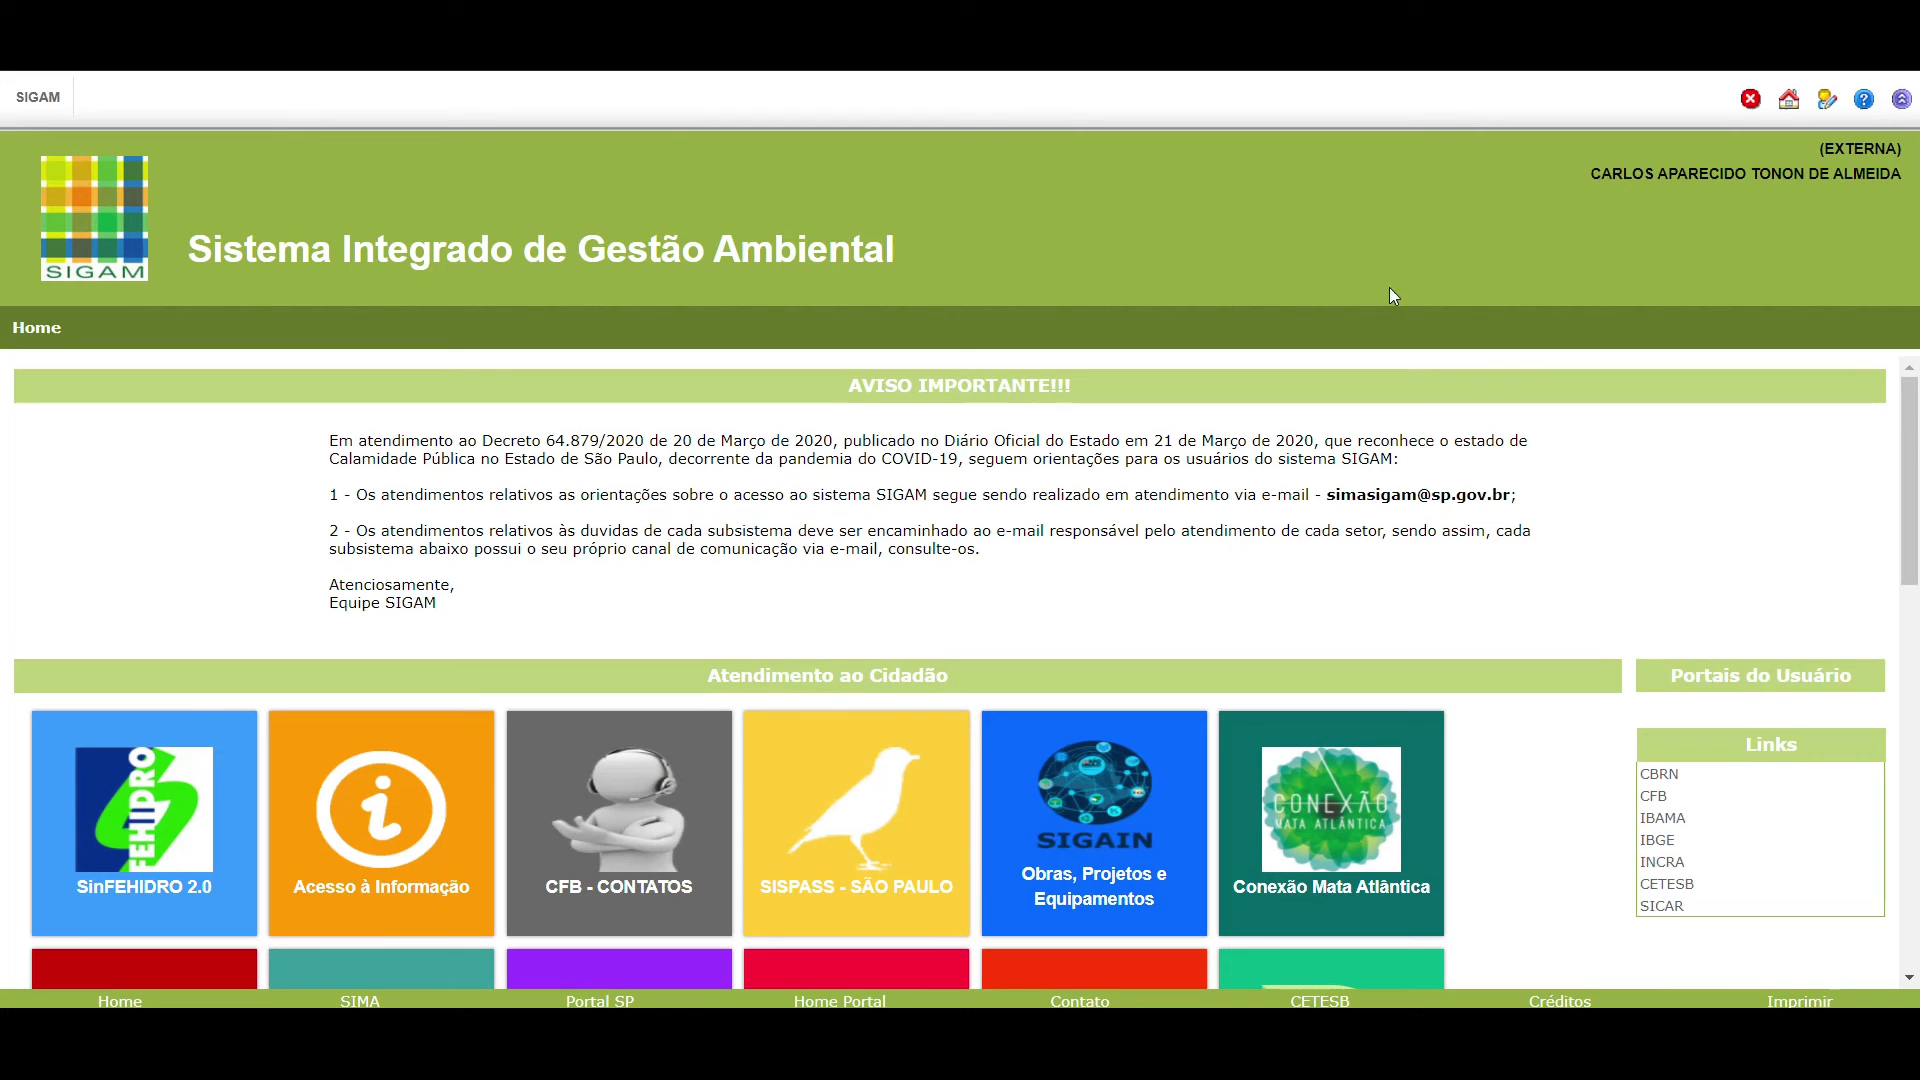 SIGAM
(EXTERNA)
CARLOS APARECIDO TONON DE ALMEIDA
SIGAM
Sistema Integrado de Gestão Ambiental
Home
AVISO IMPORTANTE!!!
Em atendimento ao Decreto 64.879/2020 de 20 de Março de 2020, publicado no Diário Oficial do Estado em 21 de Março de 2020, que reconhece o estado de
Calamidade Pública no Estado de São Paulo, decorrente da pandemia do COVID-19, seguem orientações para os usuários do sistema SIGAM:
1 - Os atendimentos relativos as orientações sobre o acesso ao sistema SIGAM segue sendo realizado em atendimento via e-mail - simasigam@sp.gov.br;
2 - Os atendimentos relativos às duvidas de cada subsistema deve ser encaminhado ao e-mail responsável pelo atendimento de cada setor, sendo assim, cada
subsistema abaixo possui o seu próprio canal de comunicação via e-mail, consulte-os.
Atenciosamente,
Equipe SIGAM
Atendimento ao Cidadão
FEHIDRO
SinFEHIDRO 2.0
Acesso à Informação
CFB - CONTATOS
SISPASS - SÃO PAULO
SIGAIN
Obras, Projetos e
Equipamentos
CONEXÃO
MATA ATLÂNTICA
Conexão Mata Atlântica
Portais do Usuário
Links
CBRN
CFB
IBAMA
IBGE
INCRA
CETESB
SICAR
Home
SIMA
Portal SP
Home Portal
Contato
CETESB
Créditos
Imprimir